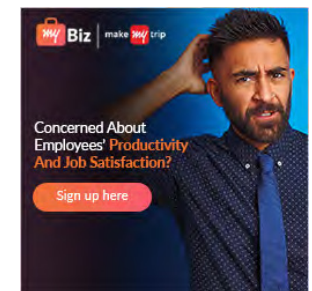 my Biz | make my trip
Concerned About
Employees' Productivity
And Job Satisfaction?
Sign up here